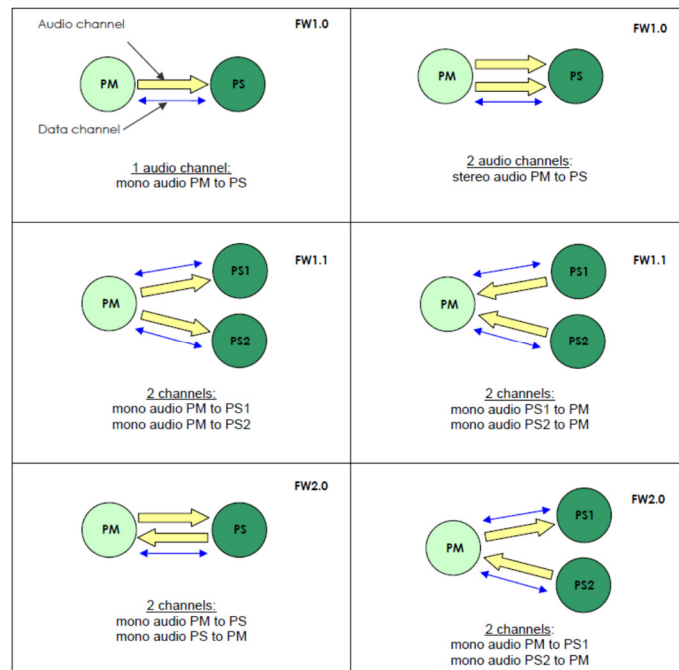 Audio channel
FW1.0
PM
PS
Data channel
1 audio channel:
mono audio PM to PS
FW1.0
PM
PS
2 audio channels:
stereo audio PM to PS
FW1.1
PS1
PM
PS2
2 channels:
mono audio PM to PS1
mono audio PM to PS2
FW1.1
PS1
PM
PS2
2 channels:
mono audio PS1 to PM
mono audio PS2 to PM
FW2.0
PM
PS
2 channels:
mono audio PM to PS
mono audio PS to PM
FW2.0
PS1
PM
PS2
2 channels:
mono audio PM to PS1
mono audio PS2 to PM